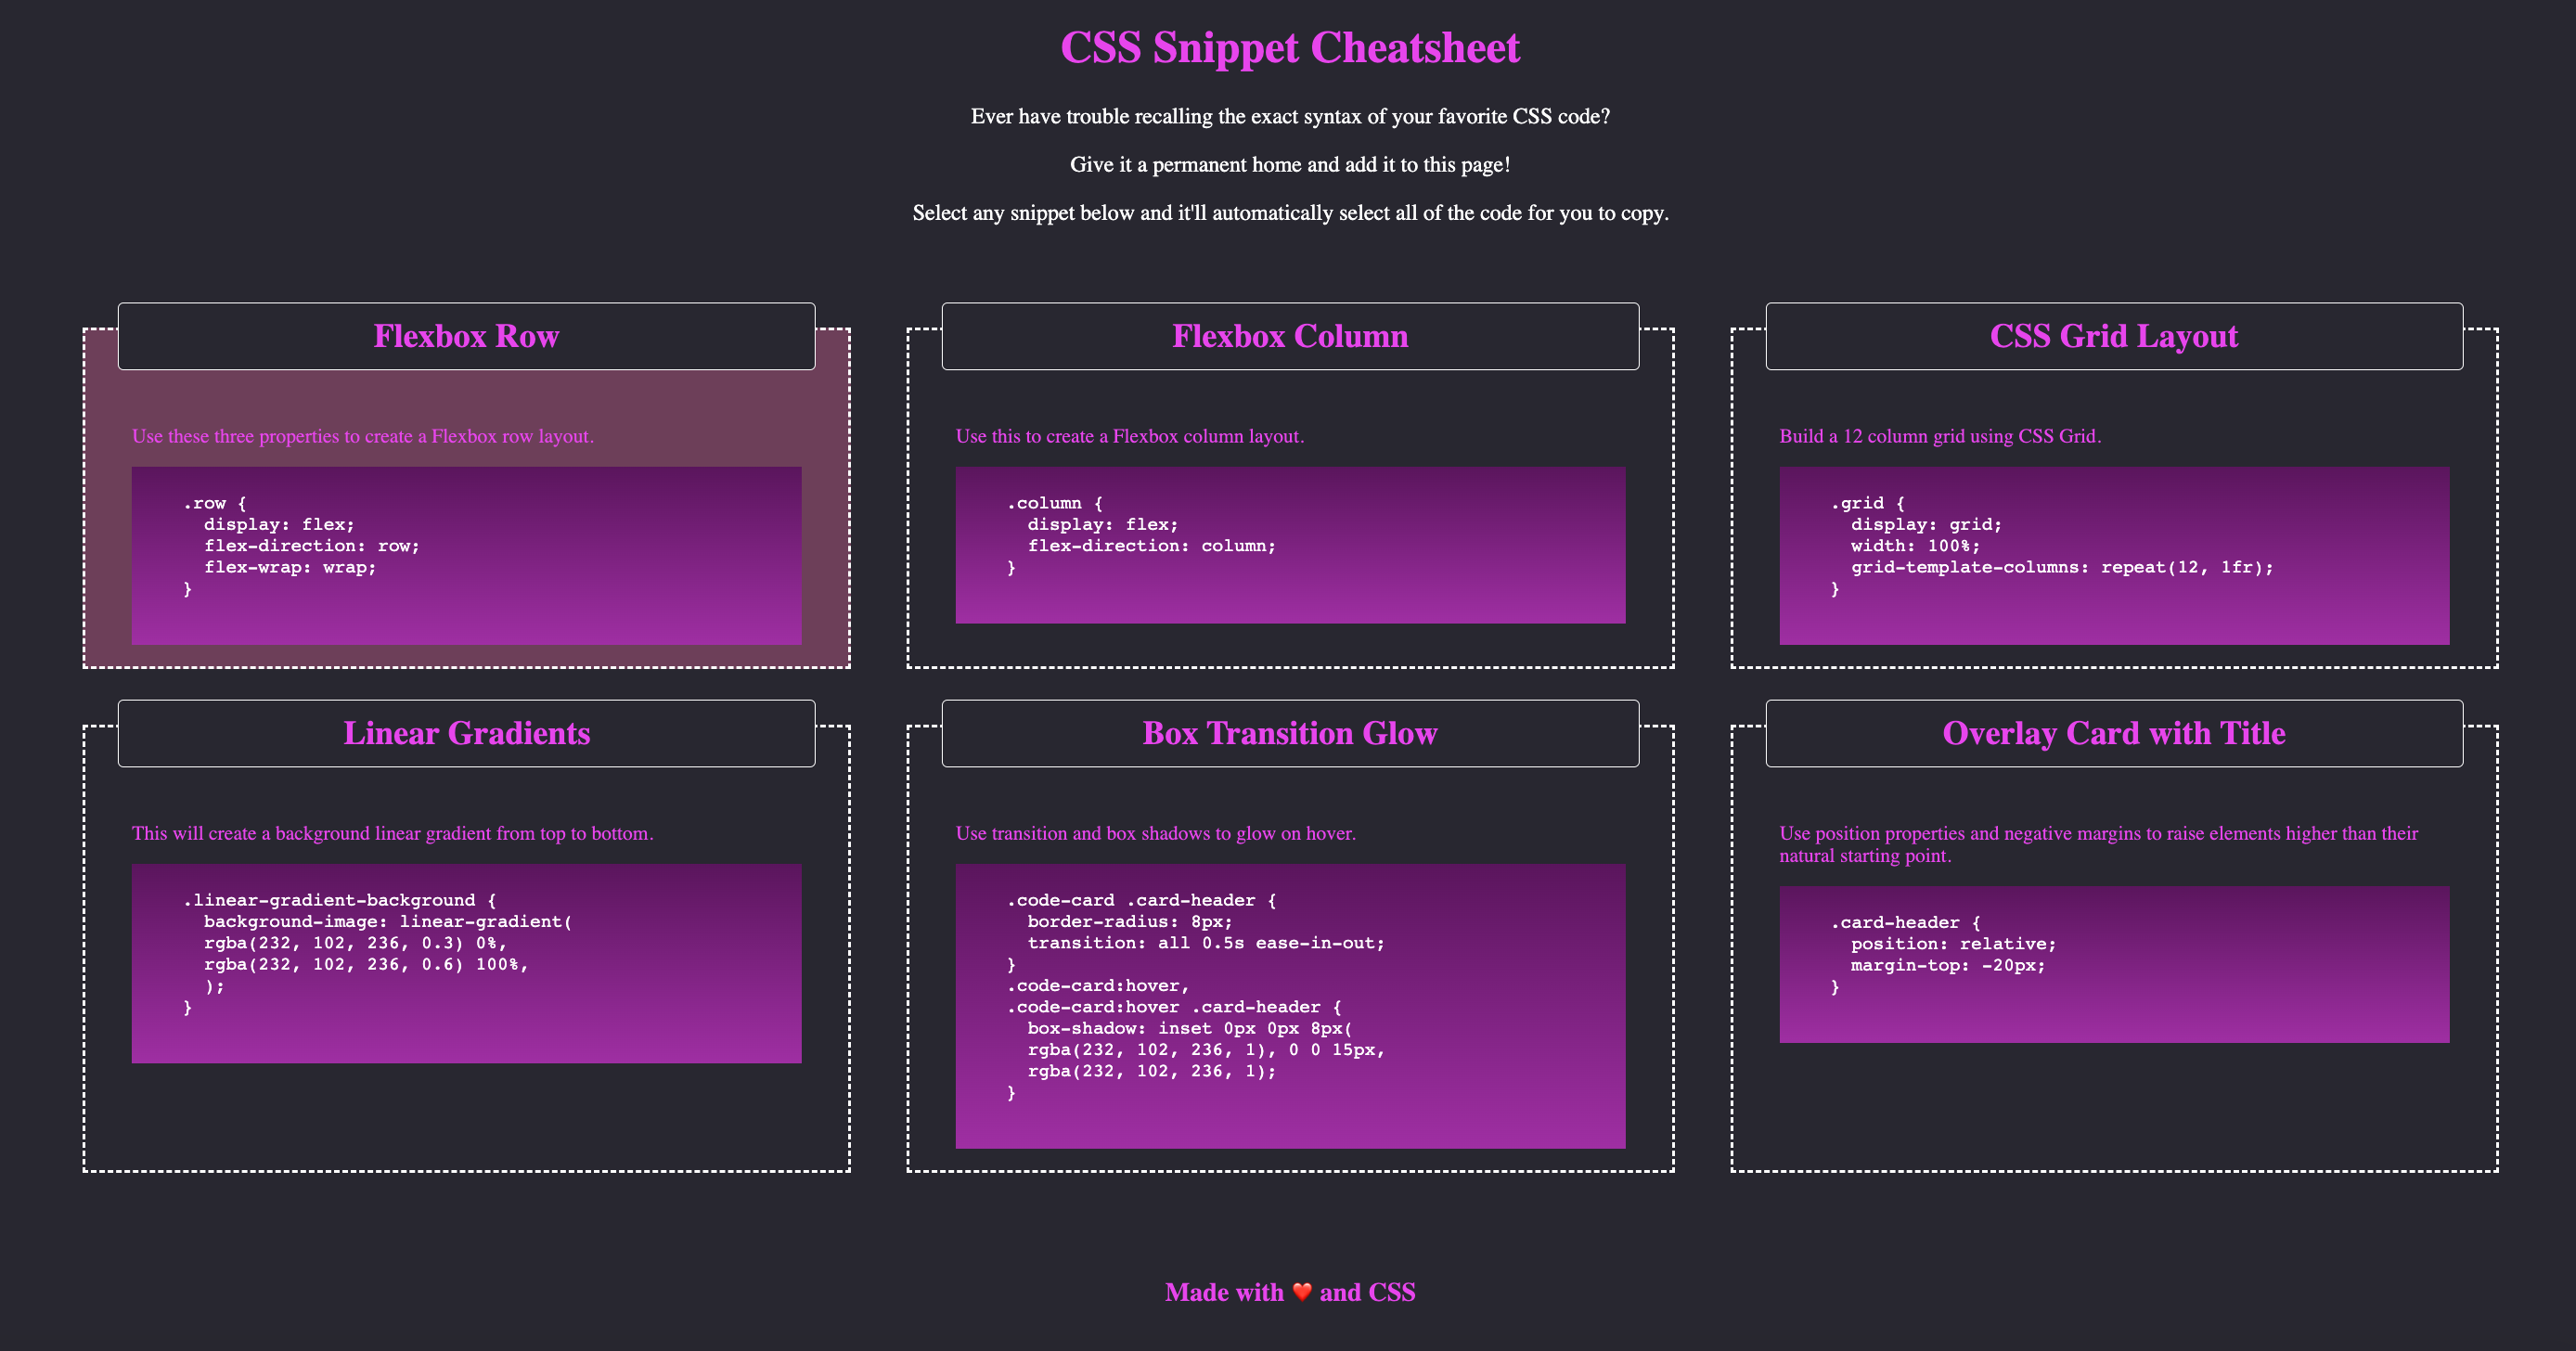 CSS Snippet Cheatsheet
Ever have trouble recalling the exact syntax of your favorite CSS code?
Give it a permanent home and add it to this page!
Select any snippet below and it'll automatically select all of the code for you to copy.
Flexbox Row
Use these three properties to create a Flexbox row layout.
.row {
  display: flex;
  flex-direction: row;
  flex-wrap: wrap;
}
Flexbox Column
Use this to create a Flexbox column layout.
.column {
  display: flex;
  flex-direction: column;
}
CSS Grid Layout
Build a 12 column grid using CSS Grid.
.grid {
  display: grid;
  width: 100%;
  grid-template-columns: repeat(12, 1fr);
}
Linear Gradients
This will create a background linear gradient from top to bottom.
.linear-gradient-background {
  background-image: linear-gradient(
  rgba(232, 102, 236, 0.3) 0%,
  rgba(232, 102, 236, 0.6) 100%,
  );
}
Box Transition Glow
Use transition and box shadows to glow on hover.
.code-card .card-header {
  border-radius: 8px;
  transition: all 0.5s ease-in-out;
}
.code-card:hover,
.code-card:hover .card-header {
  box-shadow: inset 0px 0px 8px(
  rgba(232, 102, 236, 1), 0 0 15px,
  rgba(232, 102, 236, 1);
}
Overlay Card with Title
Use position properties and negative margins to raise elements higher than their
natural starting point.
.card-header {
  position: relative;
  margin-top: -20px;
}
Made with ❤️ and CSS